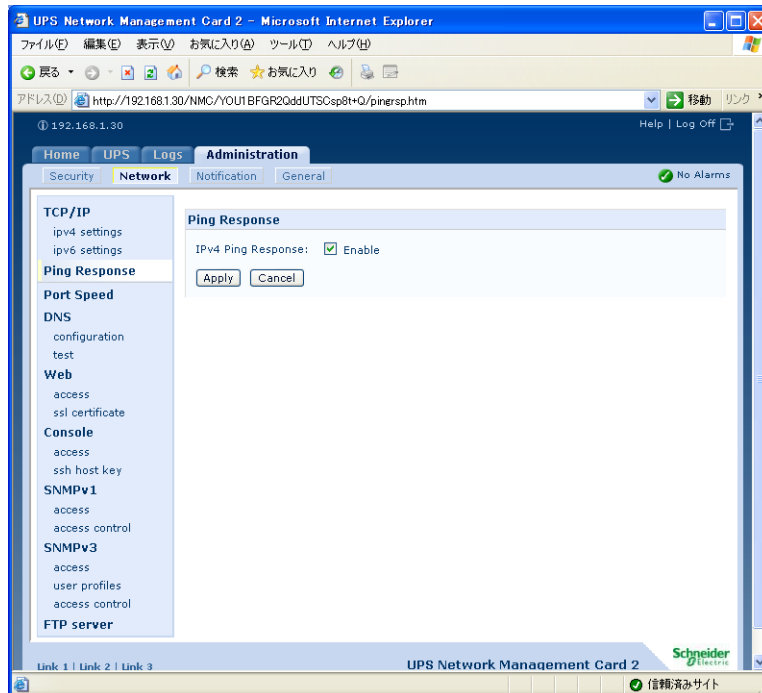 UPS Network Management Card 2 - Microsoft Internet Explorer
ファイル(F) 編集(E) 表示(V) お気に入り(A) ツール(T) ヘルプ(H)
戻る 検索 お気に入り
アドレス(D) http://192.168.1.30/NMC/YOU1BFGR2QddUTSCsp8t+Q/pingrsp.htm 移動 リンク »
192.168.1.30 Help | Log Off
Home UPS Logs Administration
Security Network Notification General No Alarms
TCP/IP
ipv4 settings
ipv6 settings
Ping Response
Port Speed
DNS
configuration
test
Web
access
ssl certificate
Console
access
ssh host key
SNMPv1
access
access control
SNMPv3
access
user profiles
access control
FTP server
Ping Response
IPv4 Ping Response: Enable
Apply Cancel
Link 1 | Link 2 | Link 3 UPS Network Management Card 2 Schneider Electric
信頼済みサイト